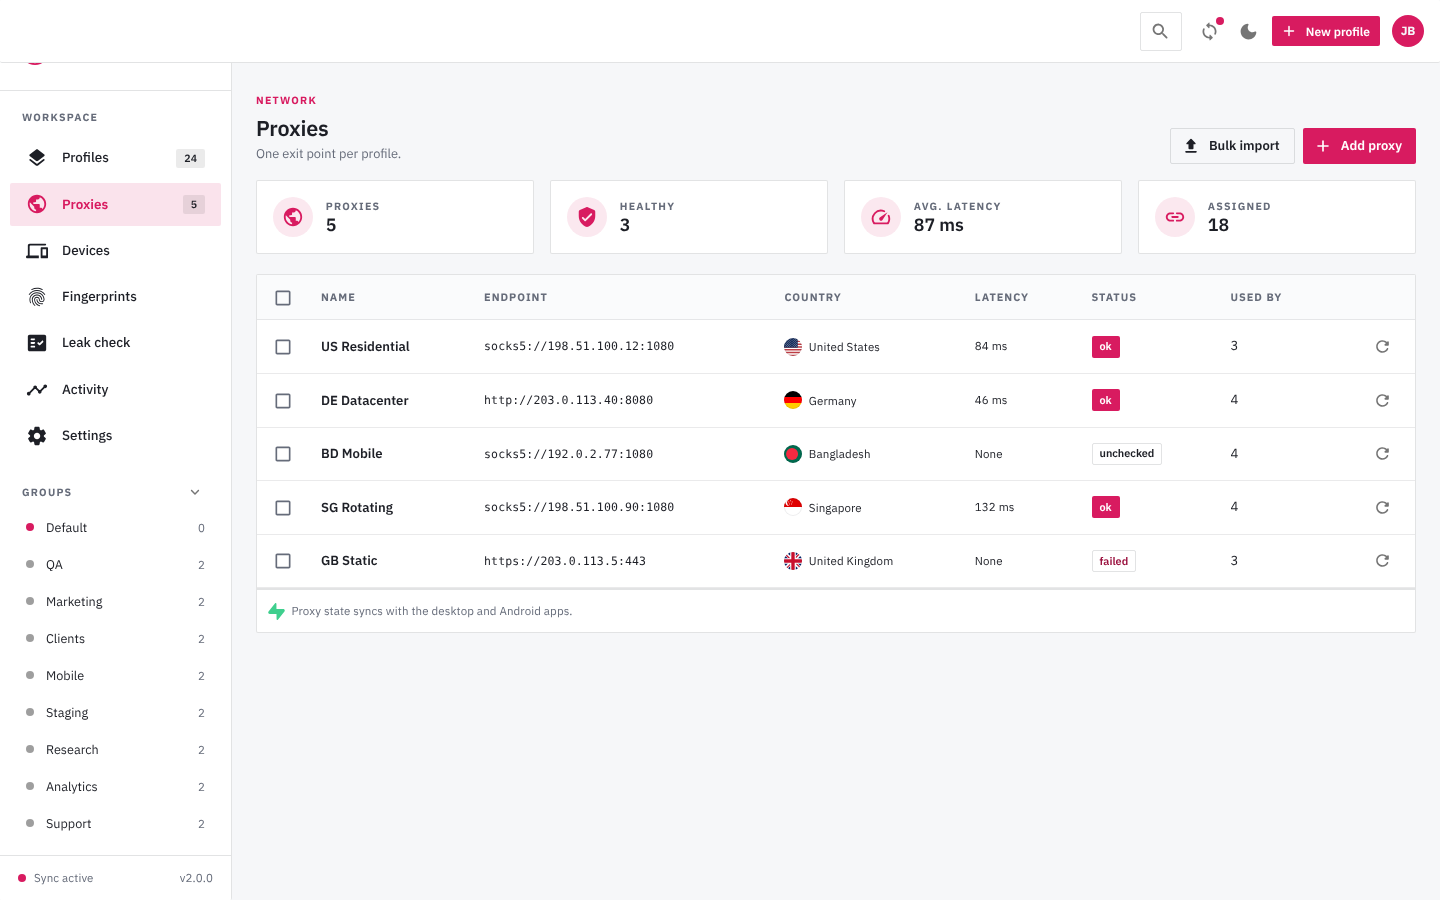 New profile
JB
WORKSPACE
Profiles 24
Proxies 5
Devices
Fingerprints
Leak check
Activity
Settings
GROUPS
Default 0
QA 2
Marketing 2
Clients 2
Mobile 2
Staging 2
Research 2
Analytics 2
Support 2
Sync active v2.0.0
NETWORK
Proxies
One exit point per profile.
Bulk import
Add proxy
PROXIES
5
HEALTHY
3
AVG. LATENCY
87 ms
ASSIGNED
18
NAME ENDPOINT COUNTRY LATENCY STATUS USED BY
US Residential socks5://198.51.100.12:1080 United States 84 ms ok 3
DE Datacenter http://203.0.113.40:8080 Germany 46 ms ok 4
BD Mobile socks5://192.0.2.77:1080 Bangladesh None unchecked 4
SG Rotating socks5://198.51.100.90:1080 Singapore 132 ms ok 4
GB Static https://203.0.113.5:443 United Kingdom None failed 3
Proxy state syncs with the desktop and Android apps.